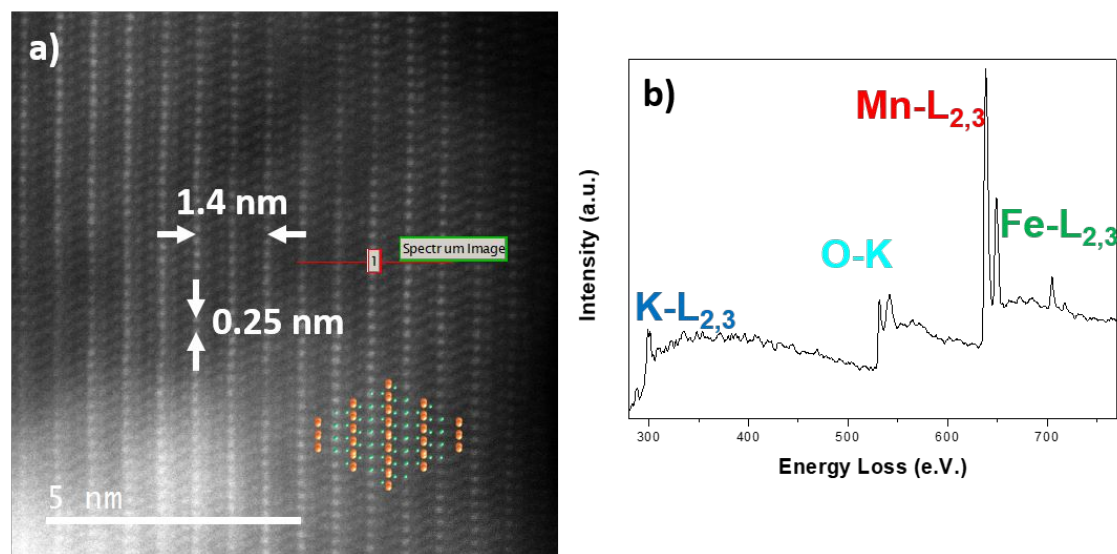 a)
1.4 nm
1
Spectrum Image
0.25 nm
5 nm
b)
Mn-L2,3
Fe-L2,3
O-K
K-L2,3
Intensity (a.u.)
300 400 500 600 700
Energy Loss (e.V.)